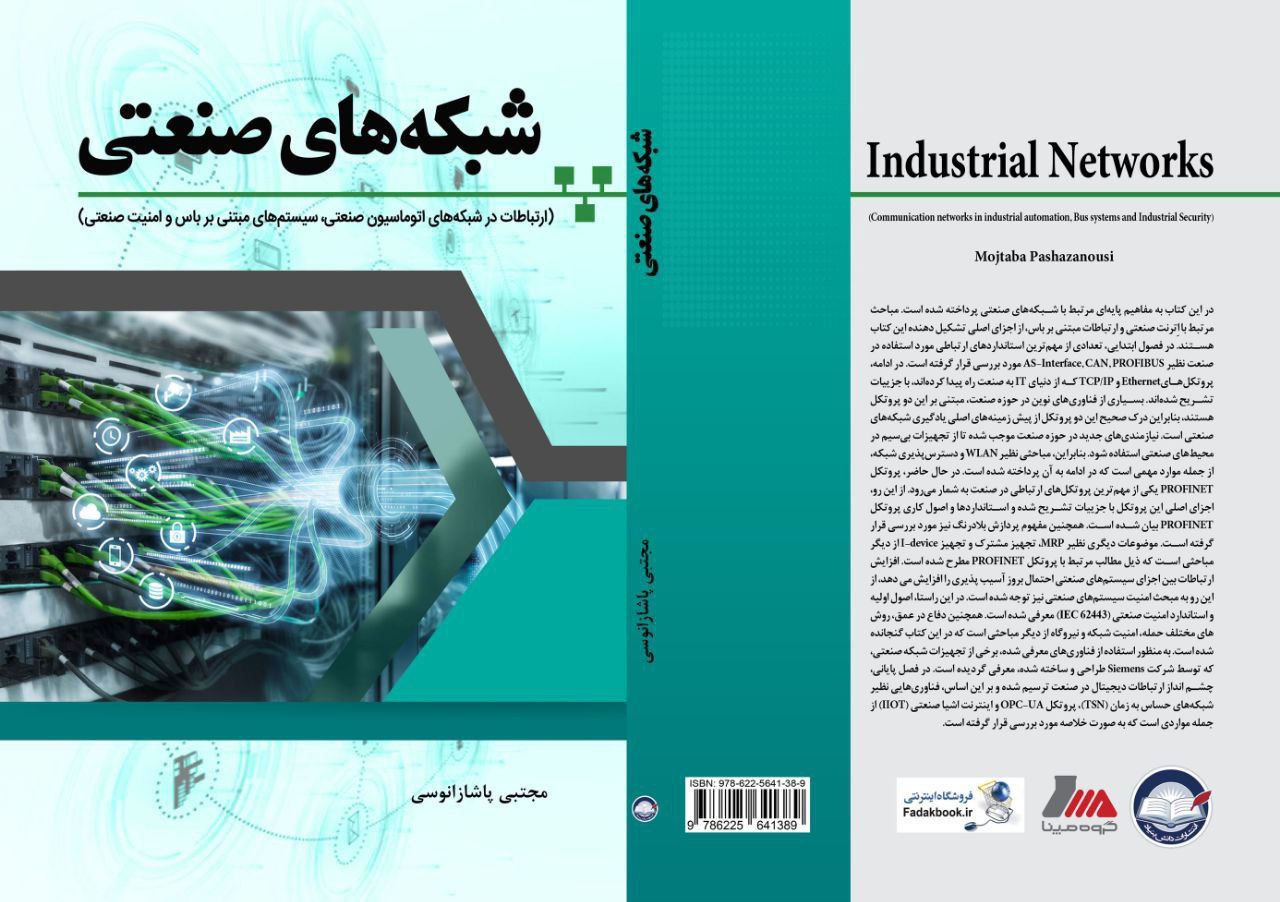 شبکه‌های صنعتی
(ارتباطات در شبکه‌های اتوماسیون صنعتی، سیستم‌های مبتنی بر باس و امنیت صنعتی)
11001101
مجتبی پاشازانوسی
شبکه‌های صنعتی
مجتبی پاشازانوسی
ISBN: 978-622-5641-38-9
9 786225 641389
Industrial Networks
(Communication networks in industrial automation, Bus systems and Industrial Security)
Mojtaba Pashazanousi
در این کتاب به مفاهیم پایه‌ای مرتبط با شبکه‌های صنعتی پرداخته شده است. مباحث
مرتبط با اِترنت صنعتی و ارتباطات مبتنی بر باس، از اجزای اصلی تشکیل دهنده این کتاب
هستند. در فصول ابتدایی، تعدادی از مهم‌ترین استانداردهای ارتباطی مورد استفاده در
صنعت نظیر AS-Interface, CAN, PROFIBUS مورد بررسی قرار گرفته است. در ادامه،
پروتکل‌های Ethernet و TCP/IP که از دنیای IT به صنعت راه پیدا کرده‌اند، با جزییات
تشریح شده‌اند. بسیاری از فناوری‌های نوین در حوزه صنعت، مبتنی بر این دو پروتکل
هستند، بنابراین درک صحیح این دو پروتکل از پیش زمینه‌های اصلی یادگیری شبکه‌های
صنعتی است. نیازمندی‌های جدید در حوزه صنعت موجب شده تا از تجهیزات بی‌سیم در
محیط‌های صنعتی استفاده شود. بنابراین، مباحثی نظیر WLAN و دسترس‌پذیری شبکه،
از جمله موارد مهمی است که در ادامه به آن پرداخته شده است. در حال حاضر، پروتکل
PROFINET یکی از مهم‌ترین پروتکل‌های ارتباطی در صنعت به شمار می‌رود. از این رو،
اجزای اصلی این پروتکل با جزییات تشریح شده و استانداردها و اصول کاری پروتکل
PROFINET بیان شده است. همچنین مفهوم پردازش بلادرنگ نیز مورد بررسی قرار
گرفته است. موضوعات دیگری نظیر MRP، تجهیز مشترک و تجهیز I-device از دیگر
مباحثی است که ذیل مطالب مرتبط با پروتکل PROFINET مطرح شده است. افزایش
ارتباطات بین اجزای سیستم‌های صنعتی احتمال بروز آسیب پذیری را افزایش می دهد، از
این رو به مبحث امنیت سیستم‌های صنعتی نیز توجه شده است. در این راستا، اصول اولیه
و استاندارد امنیت صنعتی (IEC 62443) معرفی شده است. همچنین دفاع در عمق، روش
های مختلف حمله، امنیت شبکه و نیروگاه از دیگر مباحثی است که در این کتاب گنجانده
شده است. به منظور استفاده از فناوری‌های معرفی شده، برخی از تجهیزات شبکه صنعتی،
که توسط شرکت Siemens طراحی و ساخته شده، معرفی گردیده است. در فصل پایانی،
چشم انداز ارتباطات دیجیتال در صنعت ترسیم شده و بر این اساس، فناوری‌هایی نظیر
شبکه‌های حساس به زمان (TSN)، پروتکل OPC-UA و اینترنت اشیا صنعتی (IIOT) از
جمله مواردی است که به صورت خلاصه مورد بررسی قرار گرفته است.
انتشارات دانش بنیاد
گروه مپنا
فروشگاه اینترنتی
Fadakbook.ir